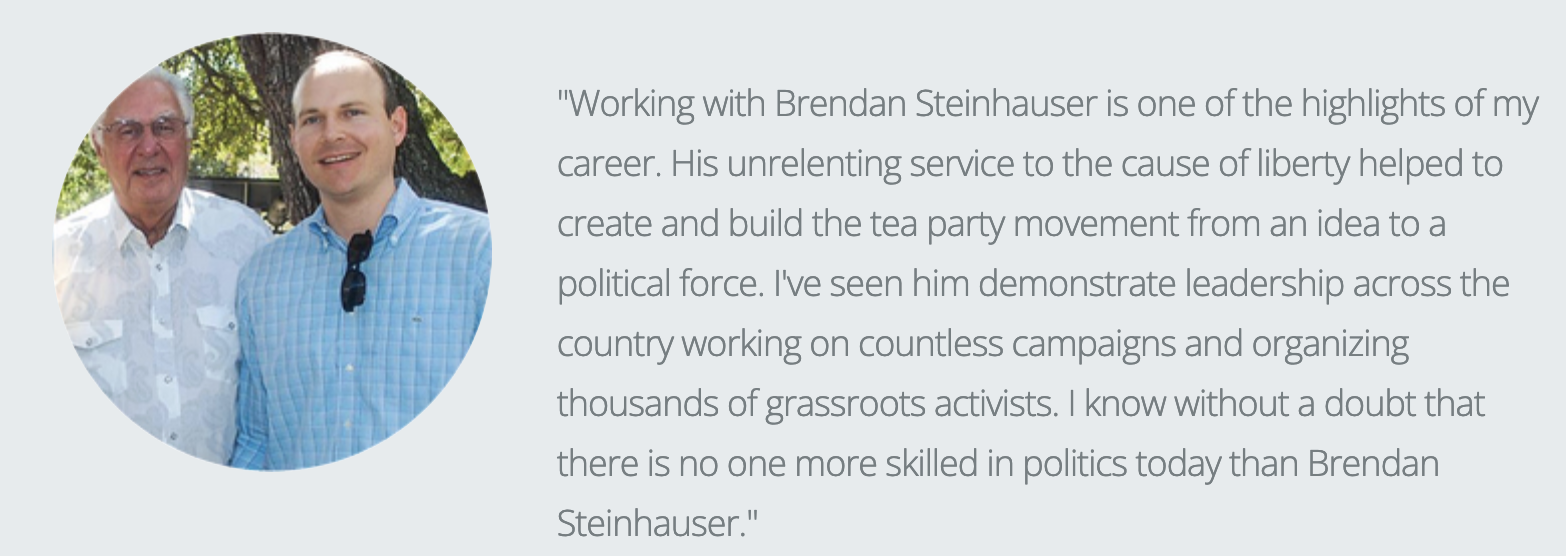 "Working with Brendan Steinhauser is one of the highlights of my
career. His unrelenting service to the cause of liberty helped to
create and build the tea party movement from an idea to a
political force. I've seen him demonstrate leadership across the
country working on countless campaigns and organizing
thousands of grassroots activists. I know without a doubt that
there is no one more skilled in politics today than Brendan
Steinhauser."